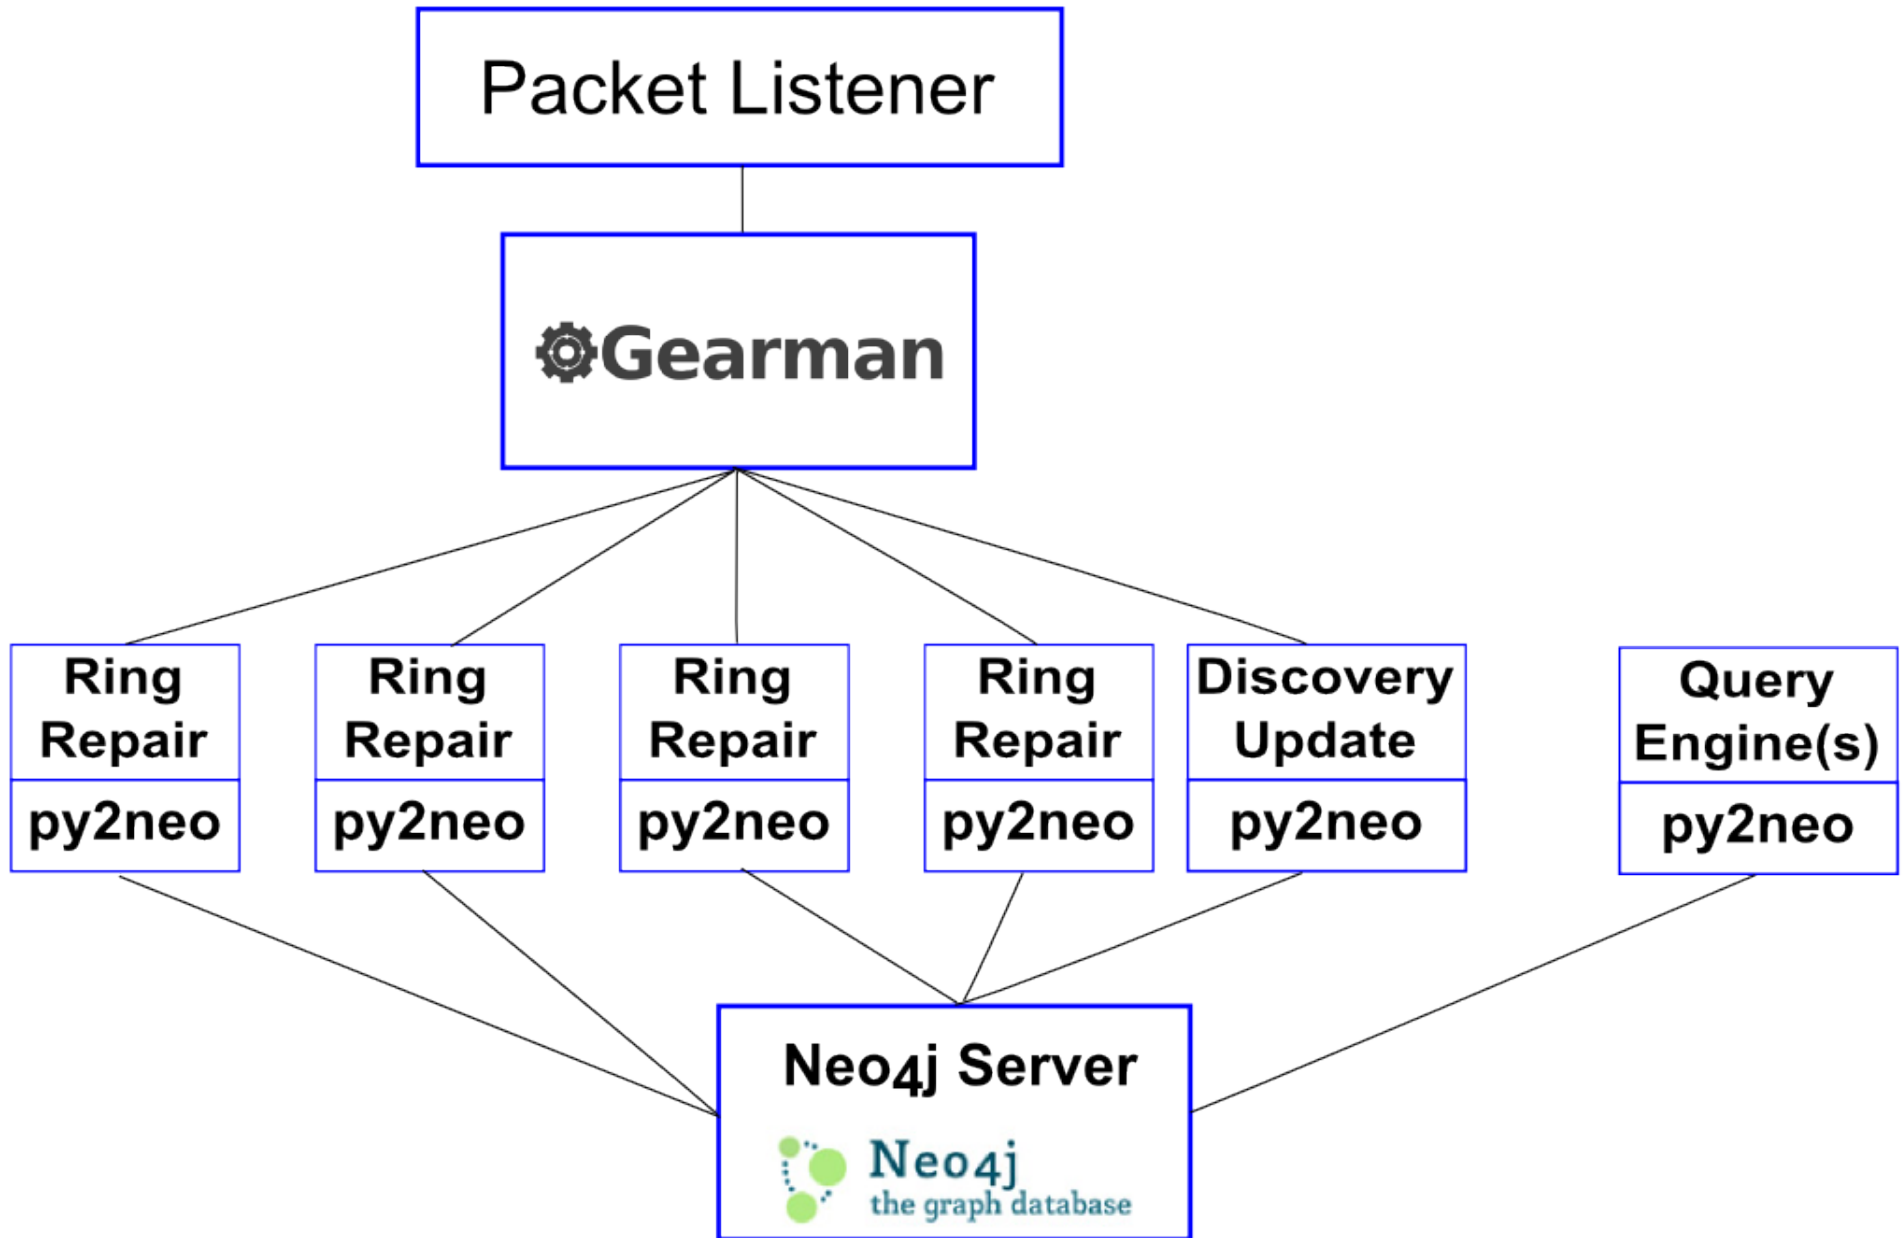 Packet Listener
Gearman
Ring
Repair
py2neo
Ring
Repair
py2neo
Ring
Repair
py2neo
Ring
Repair
py2neo
Discovery
Update
py2neo
Query
Engine(s)
py2neo
Neo4j Server
Neo4j
the graph database